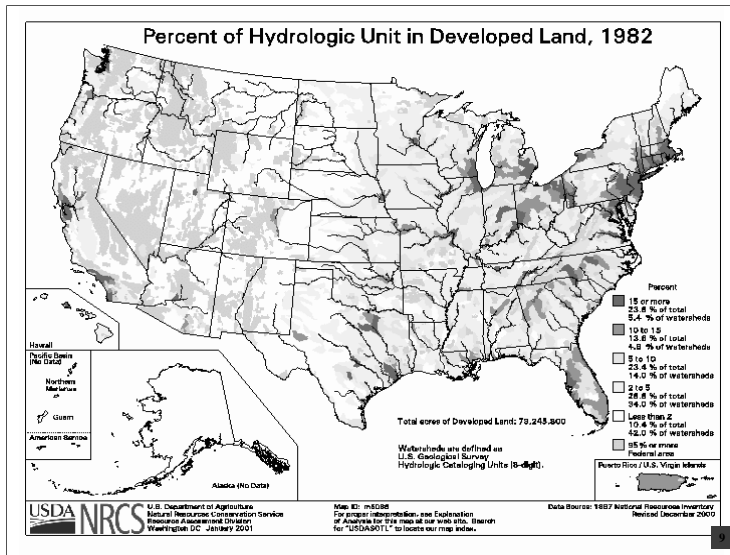 Percent of Hydrologic Unit in Developed Land, 1982
Percent
15 or more
23.6 % of total
5.4 % of watersheds
10 to 15
13.6 % of total
4.8 % of watersheds
5 to 10
23.4 % of total
14.0 % of watersheds
2 to 5
28.6 % of total
34.0 % of watersheds
Less than 2
10.4 % of total
42.0 % of watersheds
95% or more
Federal area
Hawaii
Pacific Basin
(No Data)
Northern
Marianas
Guam
American Samoa
Alaska (No Data)
Total acres of Developed Land: 73,245,800
Watersheds are defined as
U.S. Geological Survey
Hydrologic Cataloging Units (8-digit).
Puerto Rico / U.S. Virgin Islands
USDA NRCS
U.S. Department of Agriculture
Natural Resources Conservation Service
Resource Assessment Division
Washington DC January 2001
Map ID: m5086
For proper interpretation, see Explanation
of Analysis for this map at our web site. Search
for "USDASOTL" to locate our map index.
Data Source: 1997 National Resources Inventory
Revised December 2000
9